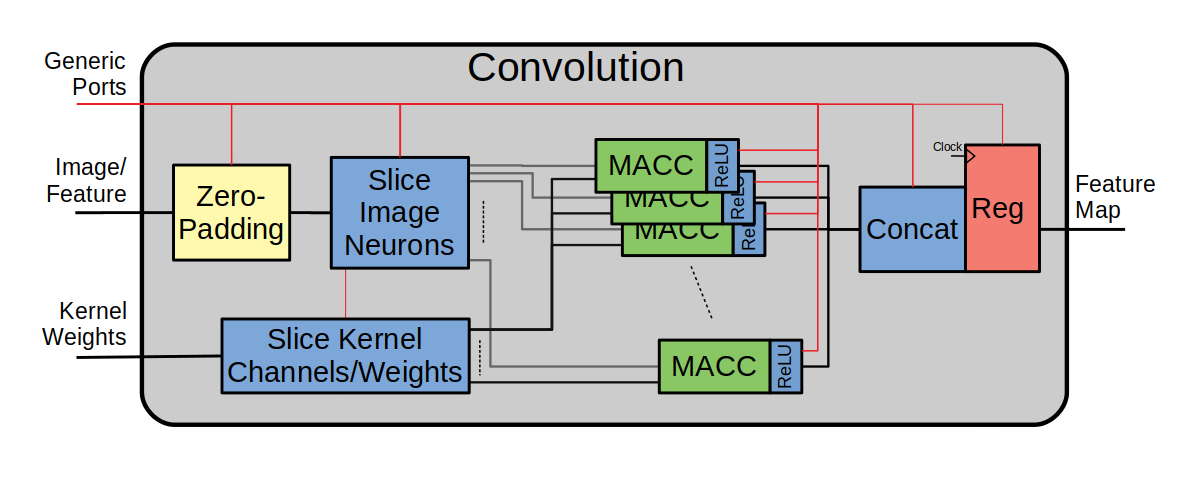 Convolution
Generic
Ports
Image/
Feature
Kernel
Weights
Zero-
Padding
Slice
Image
Neurons
Slice Kernel
Channels/Weights
MACC
ReLU
MACC
ReLU
MACC
Rel
MACC
ReLU
Concat
Clock
Reg
Feature
Map